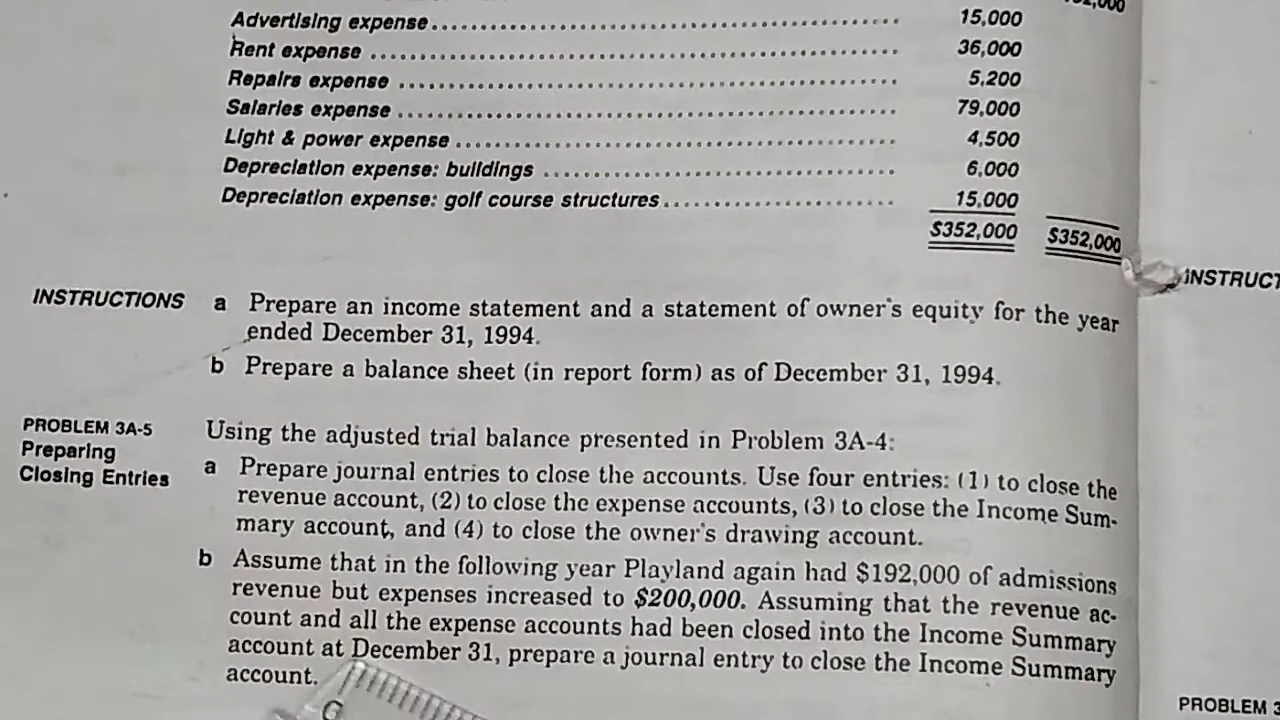 Advertising expense 15,000
Rent expense 36,000
Repairs expense 5,200
Salaries expense 79,000
Light & power expense 4,500
Depreciation expense: buildings 6,000
Depreciation expense: golf course structures 15,000
$352,000 $352,000
INSTRUCTIONS a Prepare an income statement and a statement of owner's equity for the year
ended December 31, 1994.
b Prepare a balance sheet (in report form) as of December 31, 1994.
PROBLEM 3A-5
Preparing
Closing Entries
Using the adjusted trial balance presented in Problem 3A-4:
a Prepare journal entries to close the accounts. Use four entries: (1) to close the
revenue account, (2) to close the expense accounts, (3) to close the Income Sum-
mary account, and (4) to close the owner's drawing account.
b Assume that in the following year Playland again had $192,000 of admissions
revenue but expenses increased to $200,000. Assuming that the revenue ac-
count and all the expense accounts had been closed into the Income Summary
account at December 31, prepare a journal entry to close the Income Summary
account.
G
INSTRUCT
PROBLEM